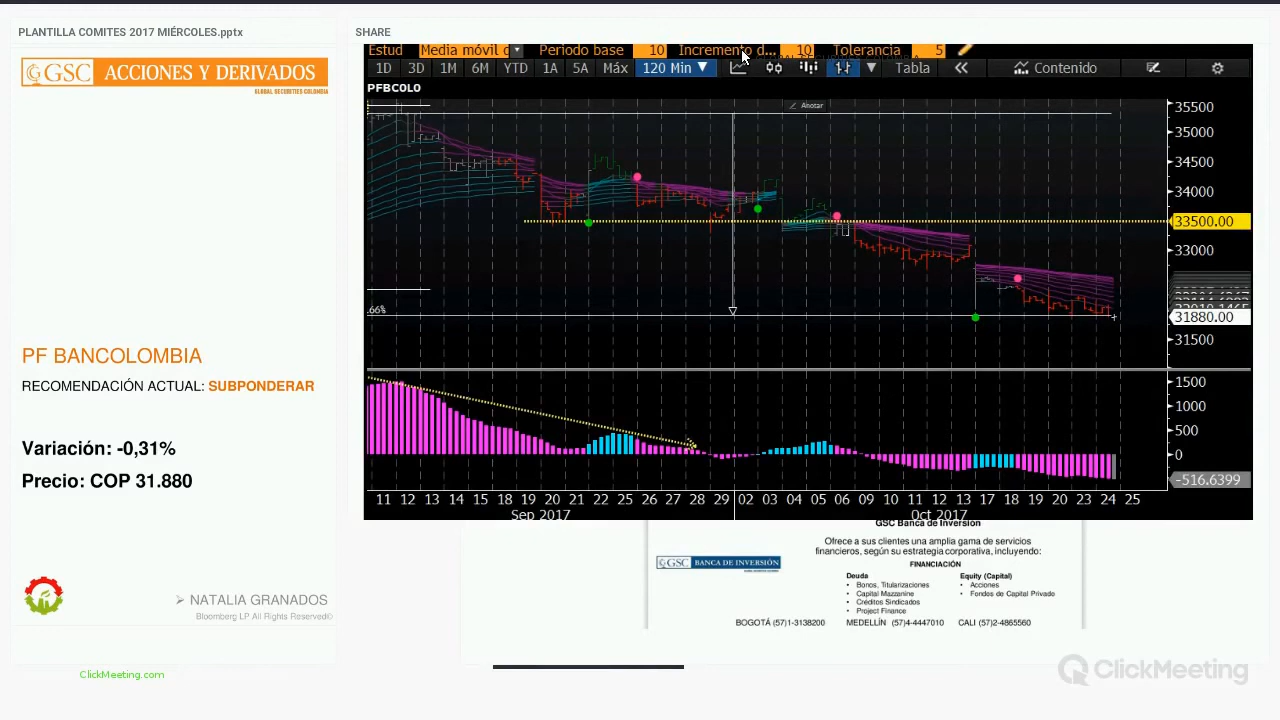 PLANTILLA COMITES 2017 MIÉRCOLES.pptx
GSC ACCIONES Y DERIVADOS
GLOBAL SECURITIES COLOMBIA
PF BANCOLOMBIA
RECOMENDACIÓN ACTUAL: SUBPONDERAR
Variación: -0,31%
Precio: COP 31.880
➢ NATALIA GRANADOS
Bloomberg LP All Rights Reserved©
ClickMeeting.com
SHARE
Estud Media móvil d Periodo base 10 Incremento d... 10 Tolerancia 5
1D 3D 1M 6M YTD 1A 5A Máx 120 Min ▼ Tabla « Contenido
PFBCOLO
Anotar
.66%
35500
35000
34500
34000
33500.00
33000
31880.00
31500
1500
1000
500
0
-516.6399
11 12 13 14 15 18 19 20 21 22 25 26 27 28 29 02 03 04 05 06 09 10 11 12 13 17 18 19 20 23 24 25
Sep 2017 Oct 2017
GSC Banca de Inversión
Ofrece a sus clientes una amplia gama de servicios
financieros, según su estrategia corporativa, incluyendo:
GSC BANCA DE INVERSIÓN
FINANCIACIÓN
Deuda Equity (Capital)
• Bonos, Titularizaciones • Acciones
• Capital Mazzanine • Fondos de Capital Privado
• Créditos Sindicados
• Project Finance
BOGOTÁ (57)1-3138200 MEDELLÍN (57)4-4447010 CALI (57)2-4865560
ClickMeeting